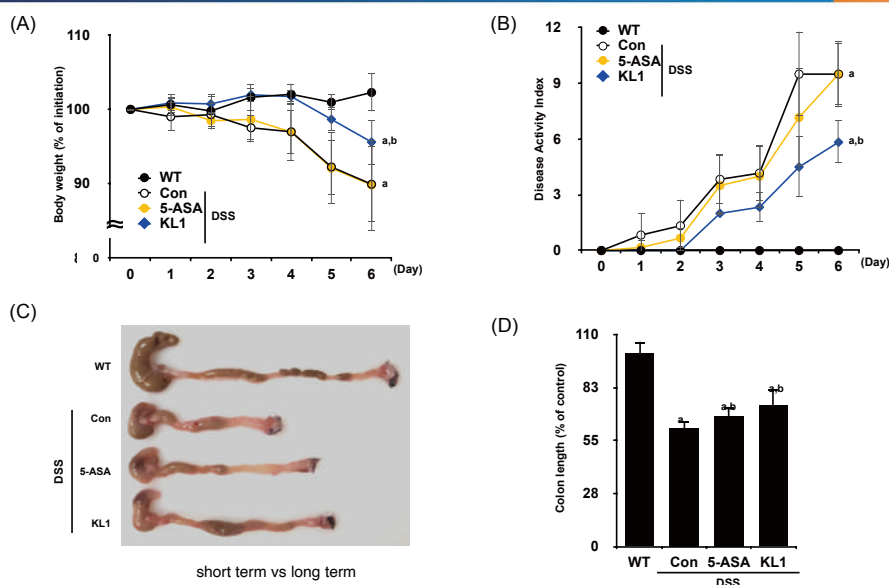 (A)
110
100
90
0
Body weight (% of initiation)
WT
Con
5-ASA
KL1
DSS
a,b
a
0 1 2 3 4 5 6 (Day)
(B)
12
9
6
3
0
Disease Activity Index
WT
Con
5-ASA
KL1
DSS
a
a,b
0 1 2 3 4 5 6 (Day)
(C)
WT
Con
5-ASA
KL1
DSS
short term vs long term
(D)
110
83
55
28
0
Colon length (% of control)
a
a,b
a,b
WT Con 5-ASA KL1
DSS